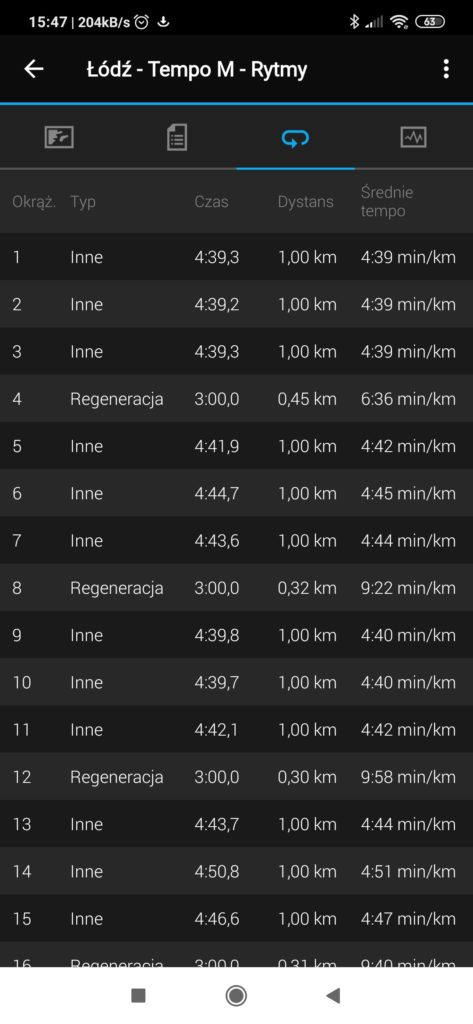 15:47 | 204kB/s 63
Łódź - Tempo M - Rytmy
Okrąż. Typ Czas Dystans Średnie tempo
1 Inne 4:39,3 1,00 km 4:39 min/km
2 Inne 4:39,2 1,00 km 4:39 min/km
3 Inne 4:39,3 1,00 km 4:39 min/km
4 Regeneracja 3:00,0 0,45 km 6:36 min/km
5 Inne 4:41,9 1,00 km 4:42 min/km
6 Inne 4:44,7 1,00 km 4:45 min/km
7 Inne 4:43,6 1,00 km 4:44 min/km
8 Regeneracja 3:00,0 0,32 km 9:22 min/km
9 Inne 4:39,8 1,00 km 4:40 min/km
10 Inne 4:39,7 1,00 km 4:40 min/km
11 Inne 4:42,1 1,00 km 4:42 min/km
12 Regeneracja 3:00,0 0,30 km 9:58 min/km
13 Inne 4:43,7 1,00 km 4:44 min/km
14 Inne 4:50,8 1,00 km 4:51 min/km
15 Inne 4:46,6 1,00 km 4:47 min/km
16 Regeneracja 3:00,0 0,31 km 9:40 min/km